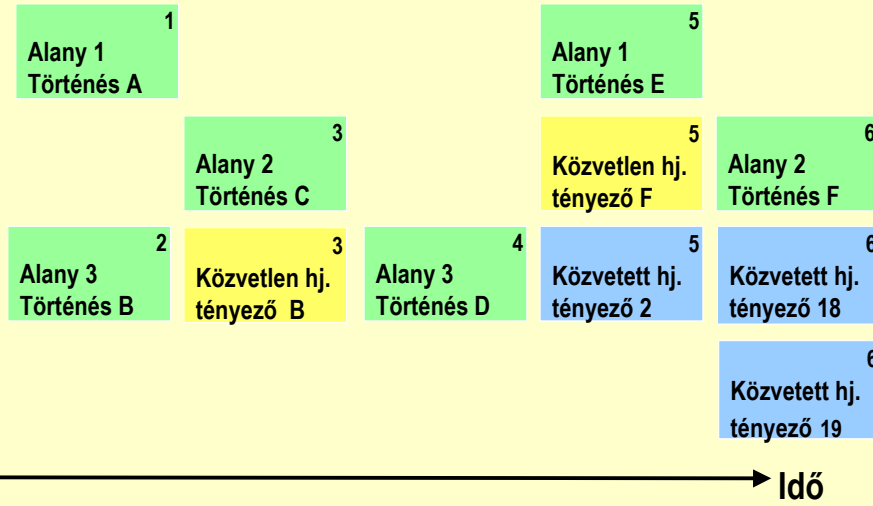 1
Alany 1
Történés A
5
Alany 1
Történés E
3
Alany 2
Történés C
5
Közvetlen hj.
tényező F
6
Alany 2
Történés F
2
Alany 3
Történés B
3
Közvetlen hj.
tényező B
4
Alany 3
Történés D
5
Közvetett hj.
tényező 2
6
Közvetett hj.
tényező 18
6
Közvetett hj.
tényező 19
Idő